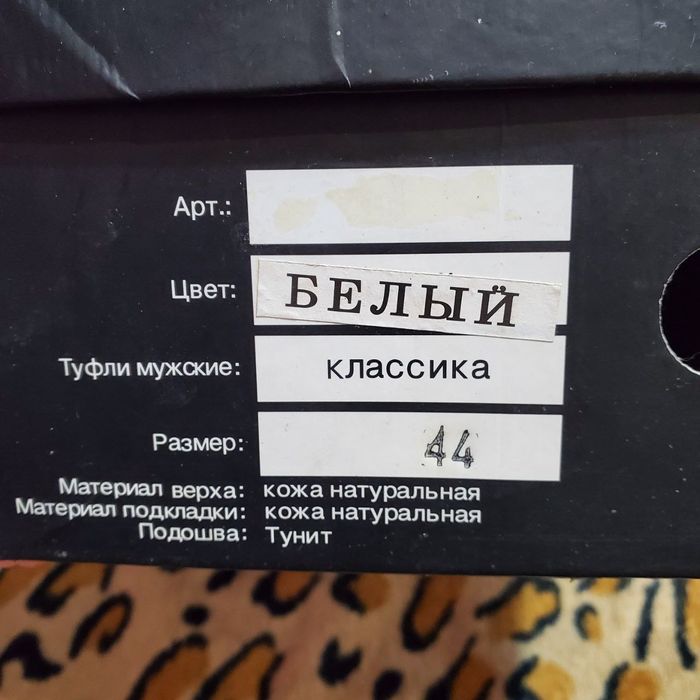 Арт.:
Цвет: БЕЛЫЙ
Туфли мужские: классика
Размер: 44
Материал верха: кожа натуральная
Материал подкладки: кожа натуральная
Подошва: Тунит